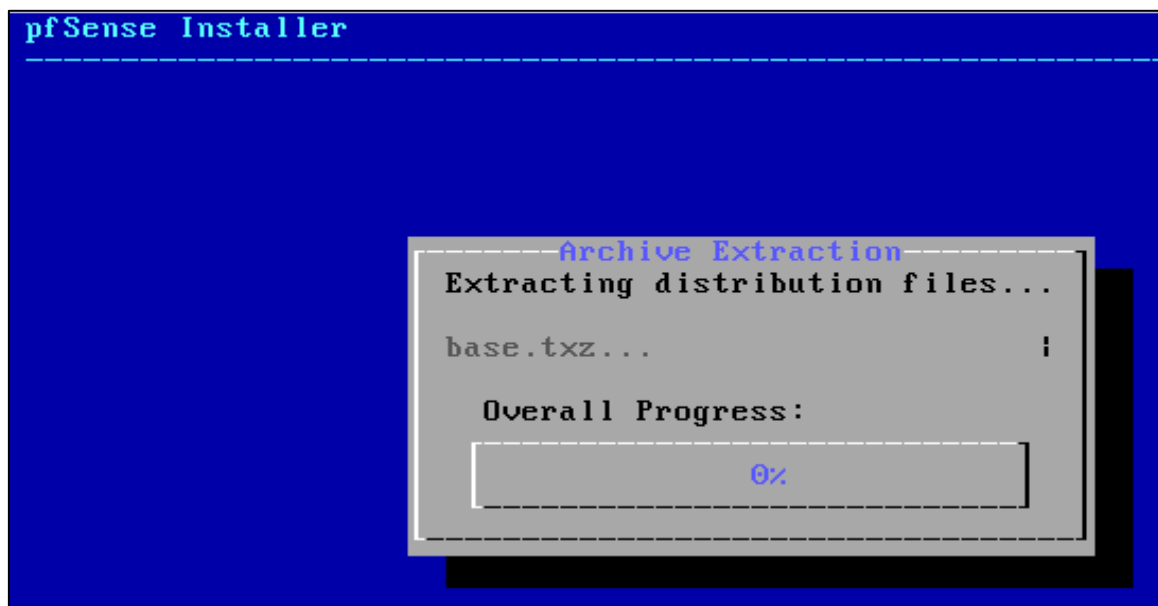 pfSense Installer
Archive Extraction
Extracting distribution files...
base.txz...
Overall Progress:
0%